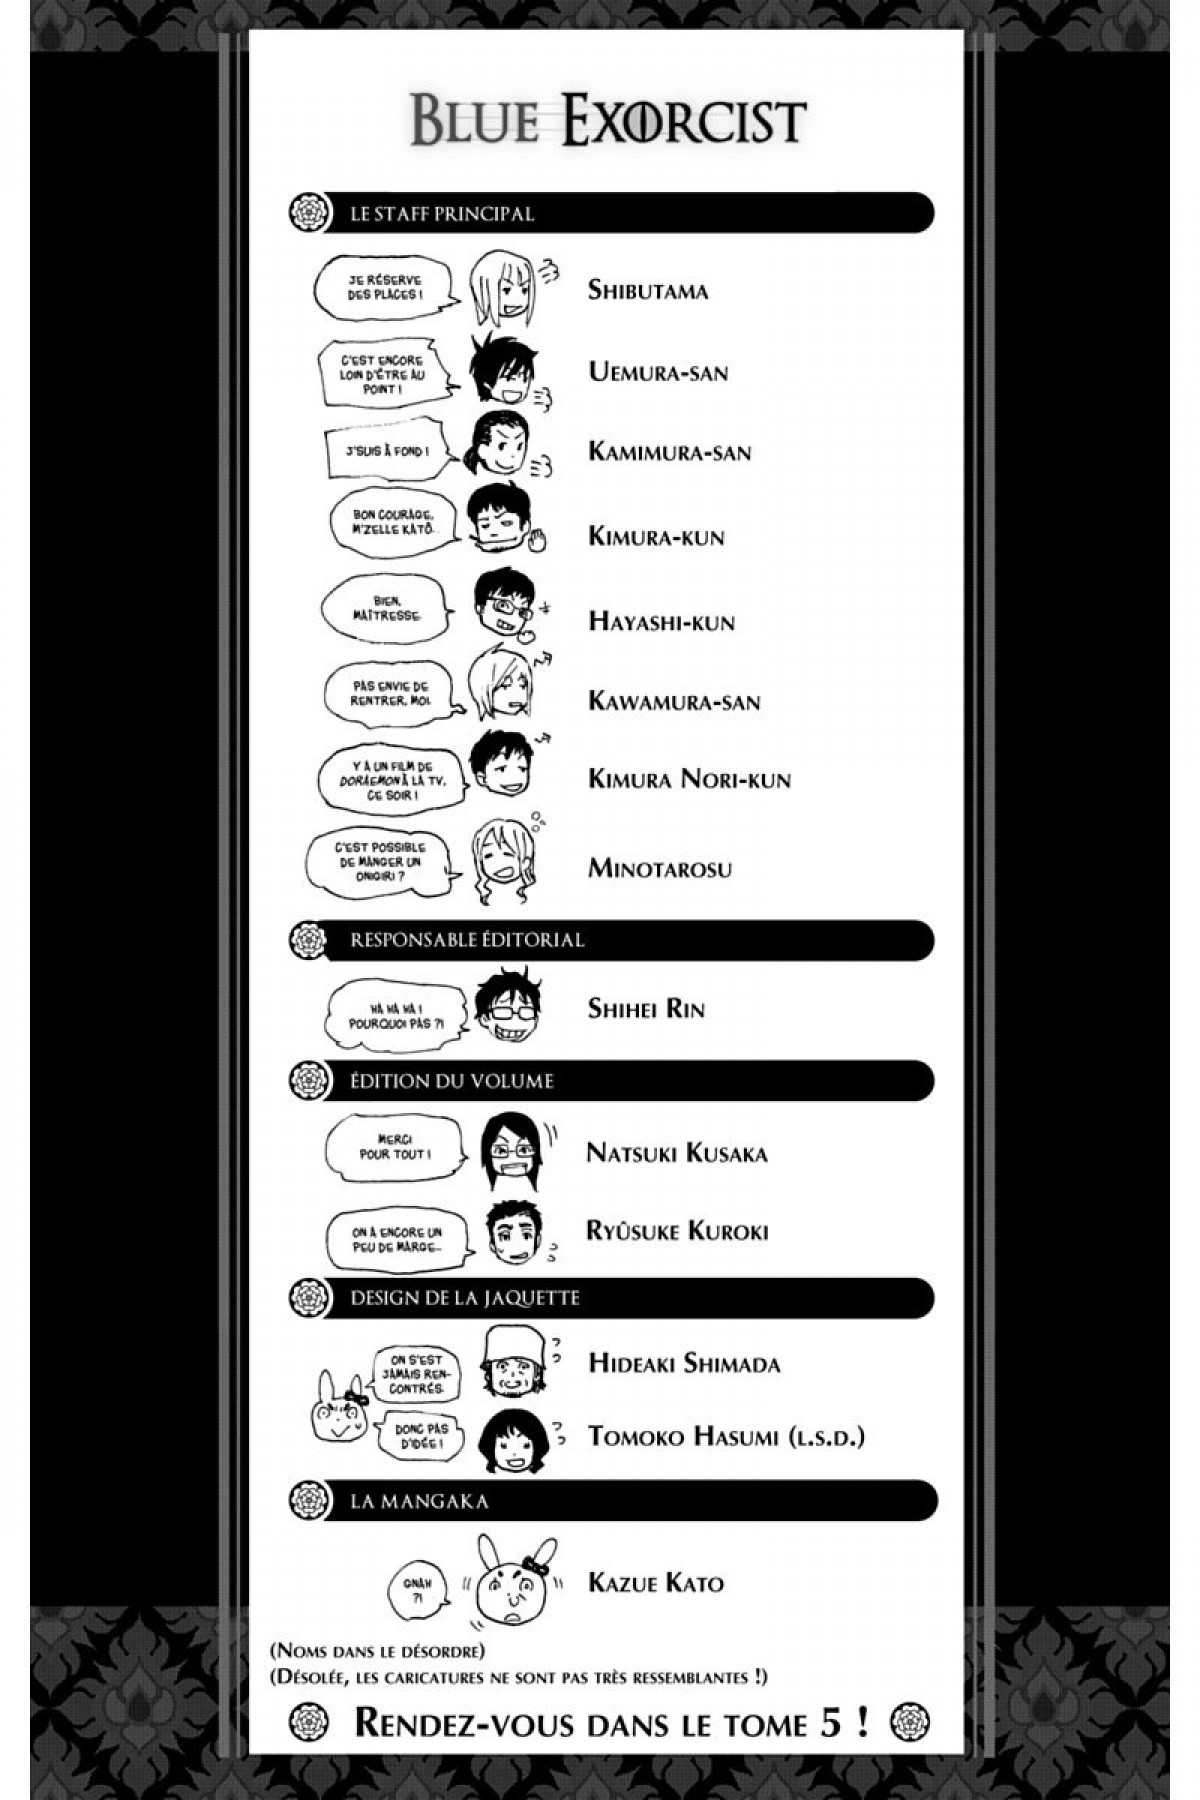 BLUE EXORCIST
LE STAFF PRINCIPAL
JE RÉSERVE
DES PLACES !
SHIBUTAMA
C'EST ENCORE
LOIN D'ÊTRE AU
POINT !
UEMURA-SAN
J'SUIS À FOND !
KAMIMURA-SAN
BON COURAGE,
M'ZELLE KATÔ...
KIMURA-KUN
BIEN,
MAÎTRESSE.
HAYASHI-KUN
PAS ENVIE DE
RENTRER, MOI.
KAWAMURA-SAN
Y A UN FILM DE
DORAEMON À LA TV,
CE SOIR !
KIMURA NORI-KUN
C'EST POSSIBLE
DE MANGER UN
ONIGIRI ?
MINOTAROSU
RESPONSABLE ÉDITORIAL
HA HA HA !
POURQUOI PAS ?!
SHIHEI RIN
ÉDITION DU VOLUME
MERCI
POUR TOUT !
NATSUKI KUSAKA
ON A ENCORE UN
PEU DE MARGE...
RYÛSUKE KUROKI
DESIGN DE LA JAQUETTE
ON S'EST
JAMAIS REN-
CONTRÉS.
HIDEAKI SHIMADA
DONC PAS
D'IDÉE !
TOMOKO HASUMI (L.S.D.)
LA MANGAKA
GNAH
?!
KAZUE KATO
(NOMS DANS LE DÉSORDRE)
(DÉSOLÉE, LES CARICATURES NE SONT PAS TRÈS RESSEMBLANTES !)
RENDEZ-VOUS DANS LE TOME 5 !